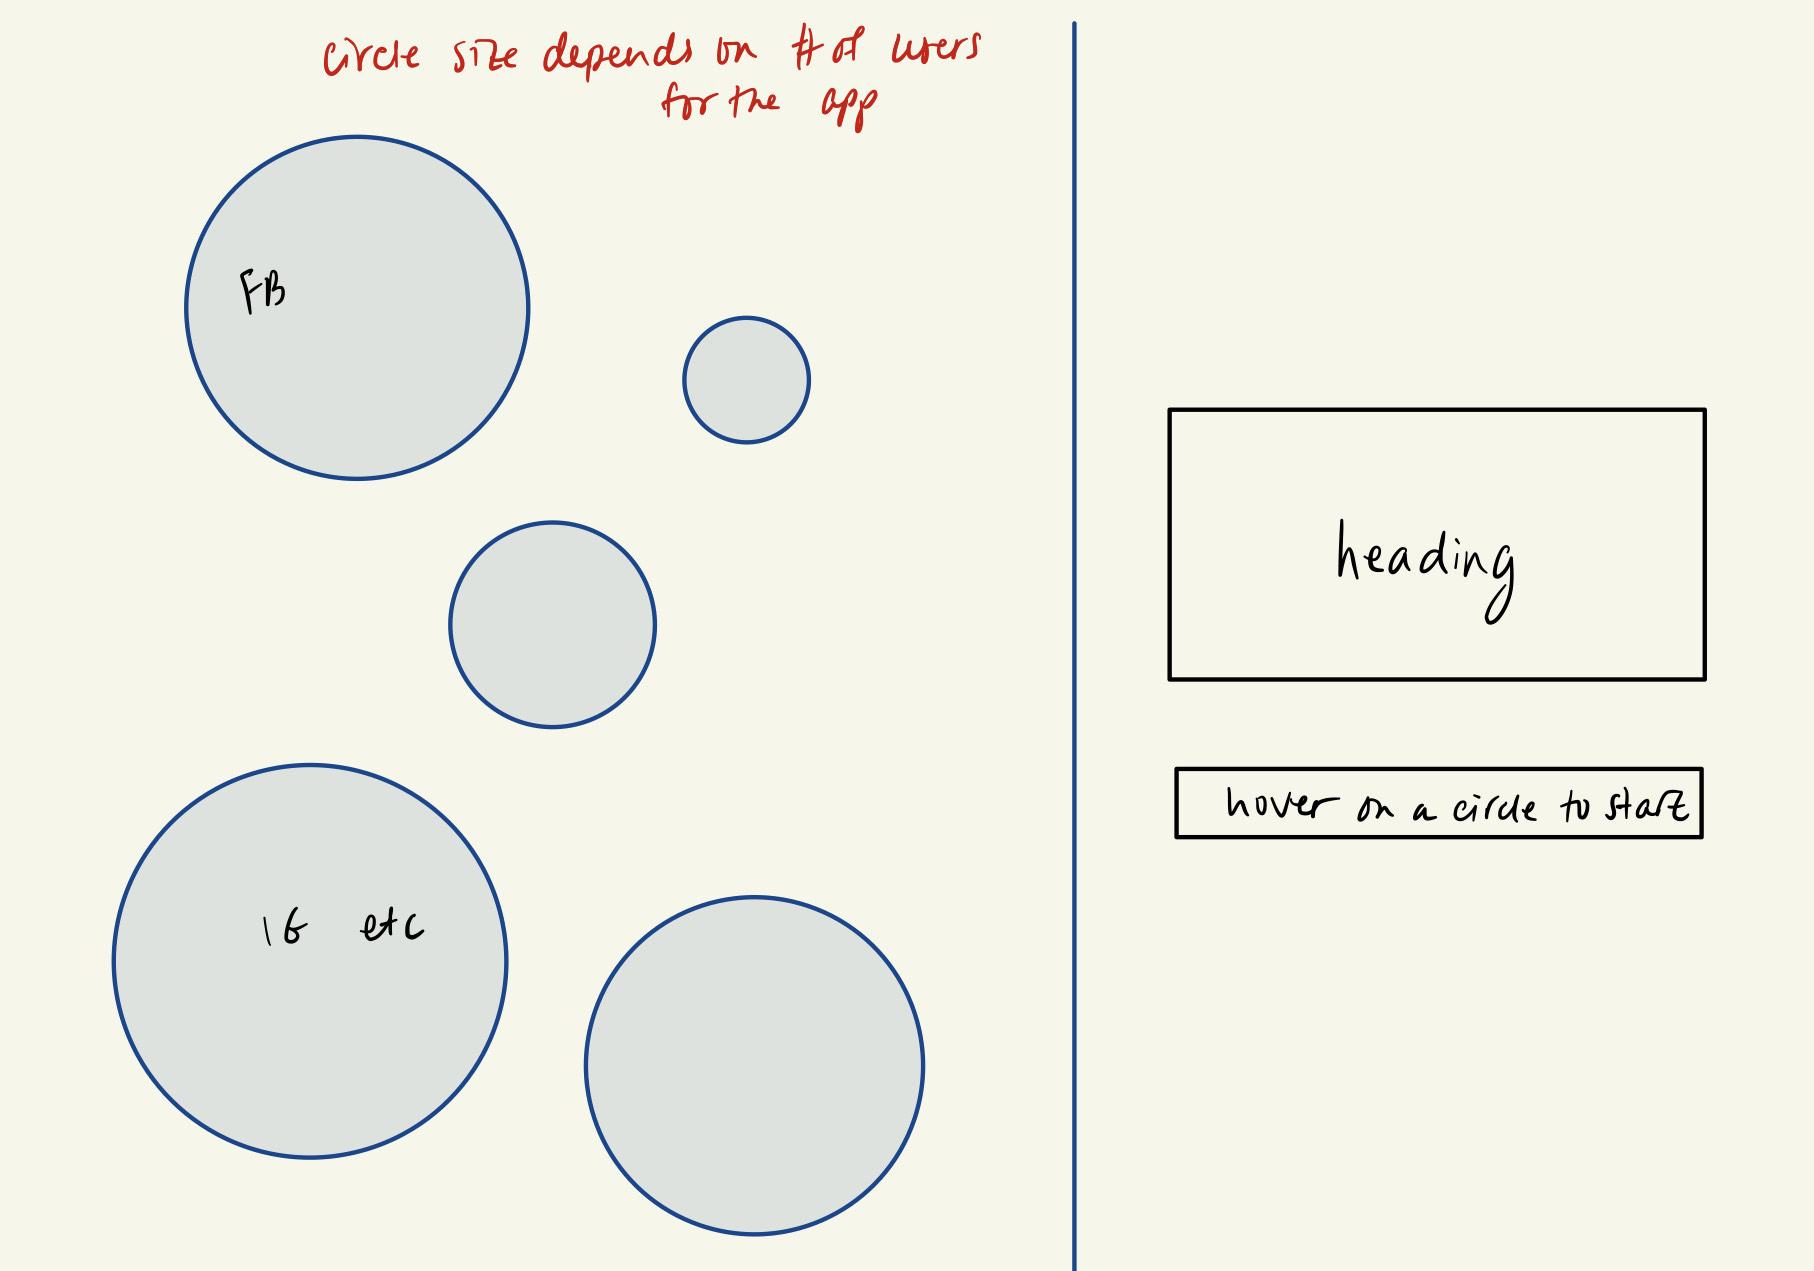 circle size depends on # of users
for the app
FB
heading
hover on a circle to start
IG etc